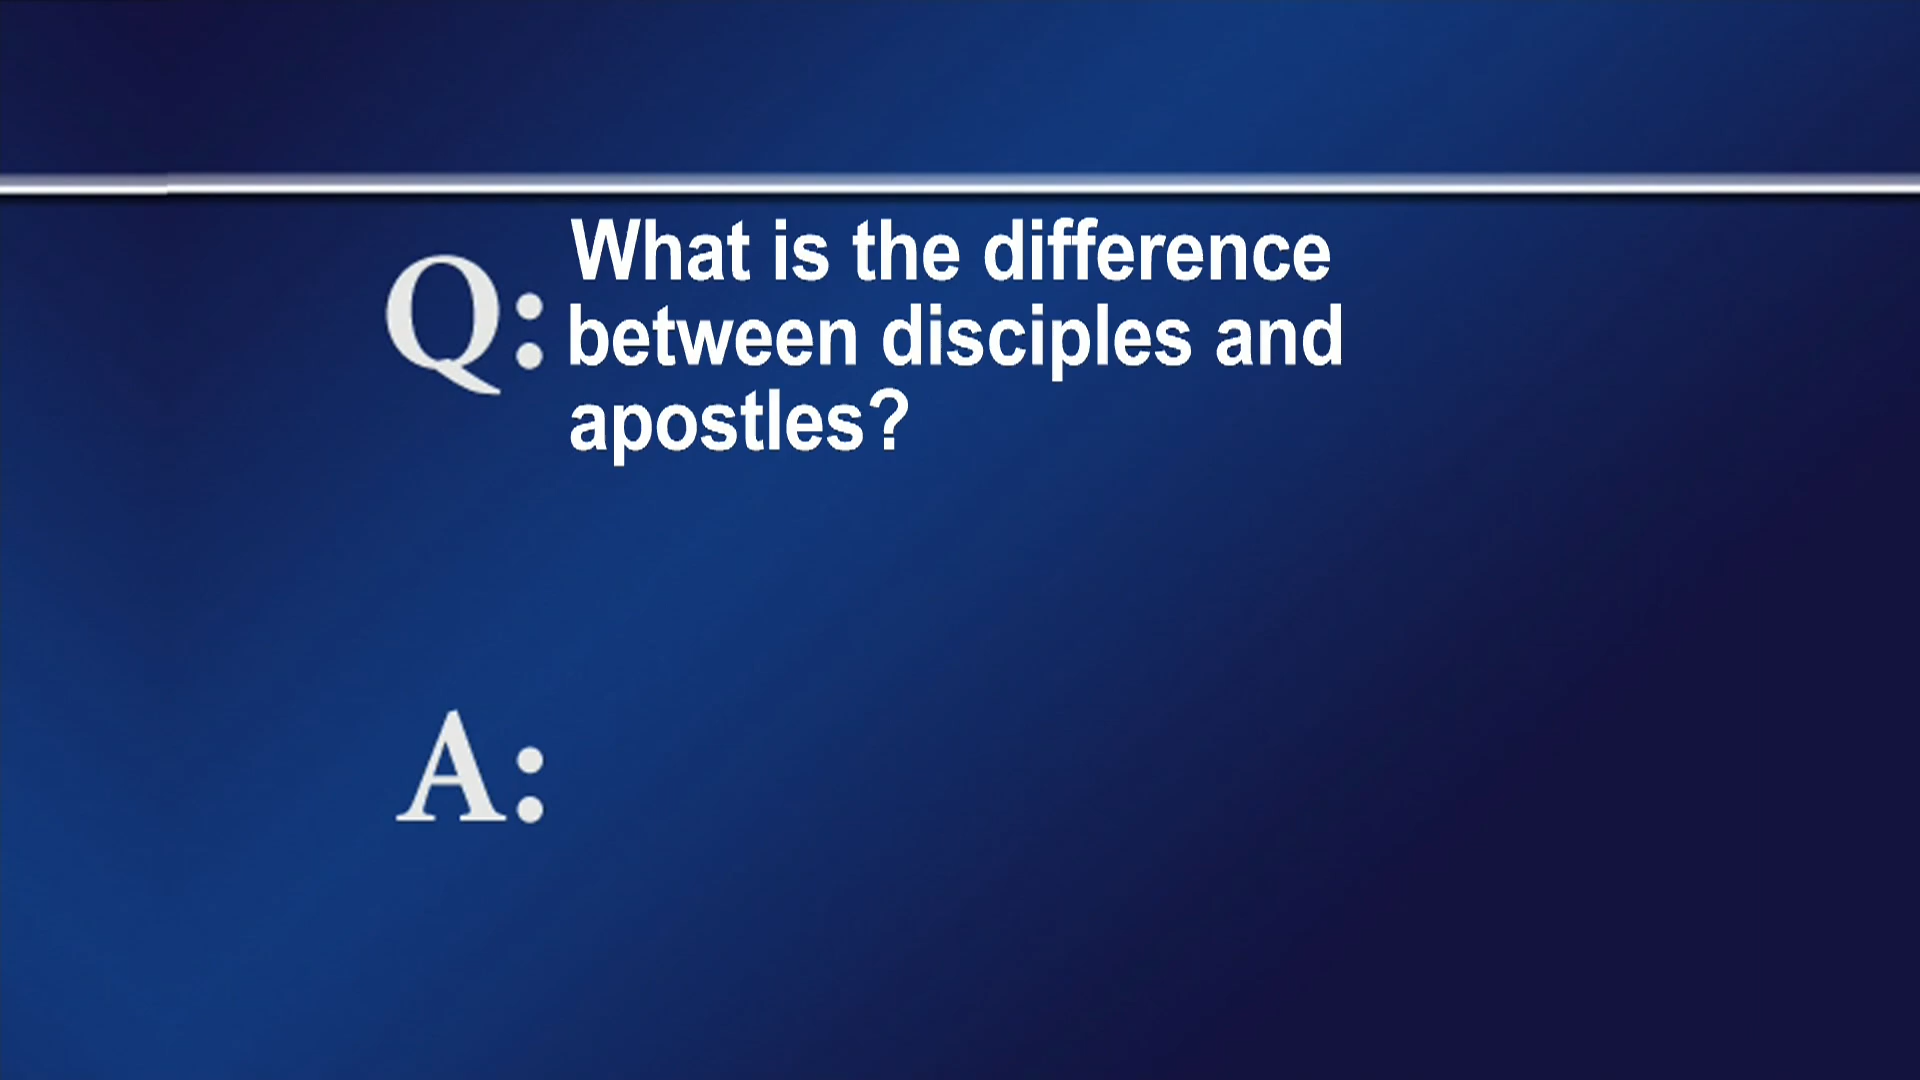 Q: What is the difference
between disciples and
apostles?
A: